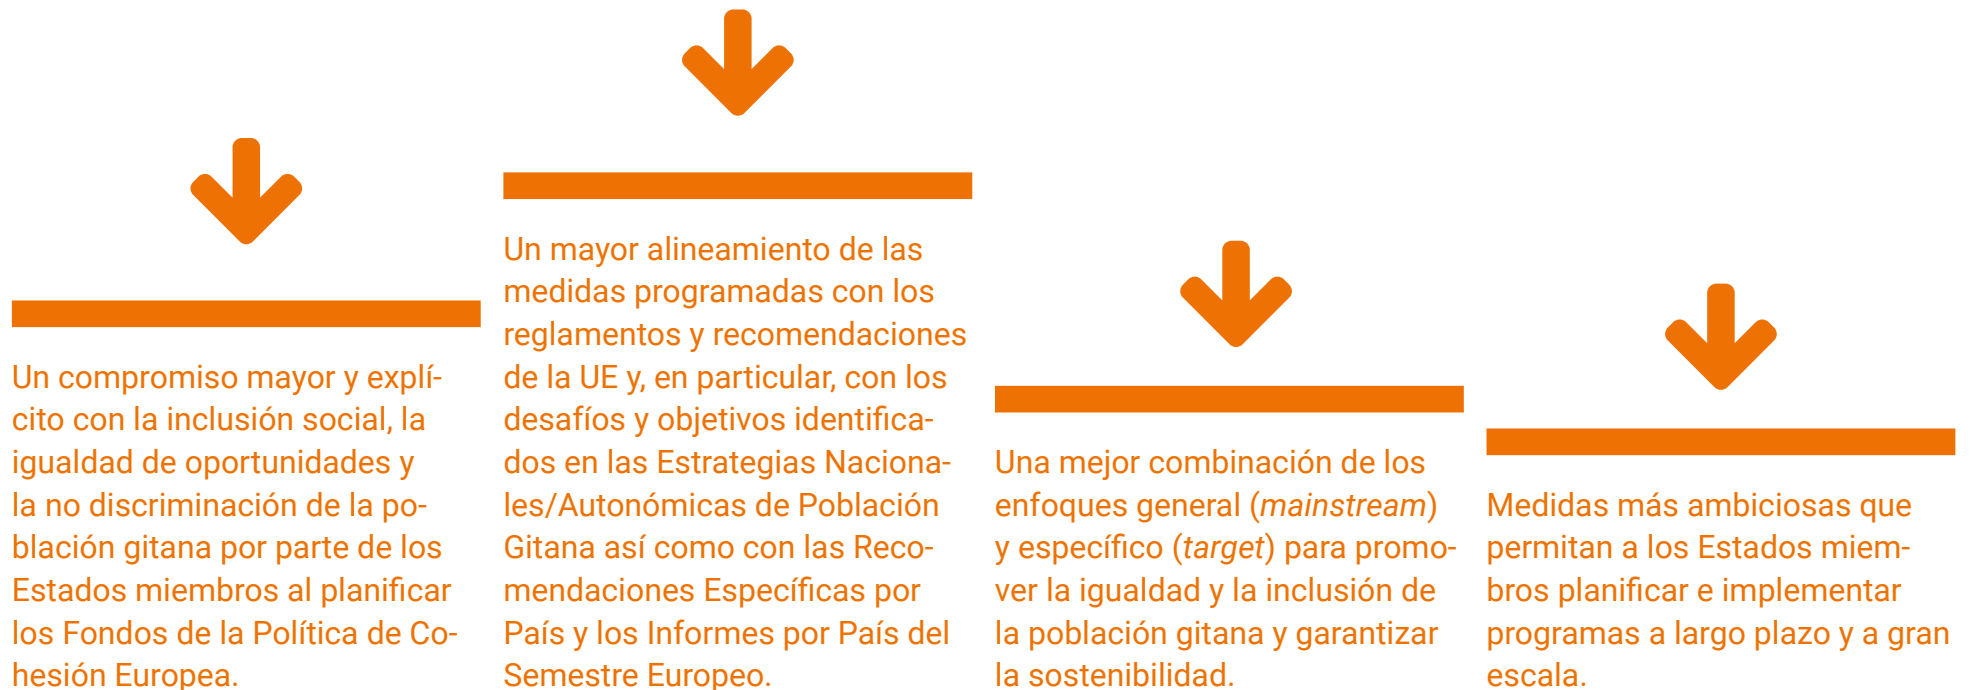 Un compromiso mayor y explí-
cito con la inclusión social, la
igualdad de oportunidades y
la no discriminación de la po-
blación gitana por parte de los
Estados miembros al planificar
los Fondos de la Política de Co-
hesión Europea.
Un mayor alineamiento de las
medidas programadas con los
reglamentos y recomendaciones
de la UE y, en particular, con los
desafíos y objetivos identifica-
dos en las Estrategias Naciona-
les/Autonómicas de Población
Gitana así como con las Reco-
mendaciones Específicas por
País y los Informes por País del
Semestre Europeo.
Una mejor combinación de los
enfoques general (mainstream)
y específico (target) para promo-
ver la igualdad y la inclusión de
la población gitana y garantizar
la sostenibilidad.
Medidas más ambiciosas que
permitan a los Estados miem-
bros planificar e implementar
programas a largo plazo y a gran
escala.